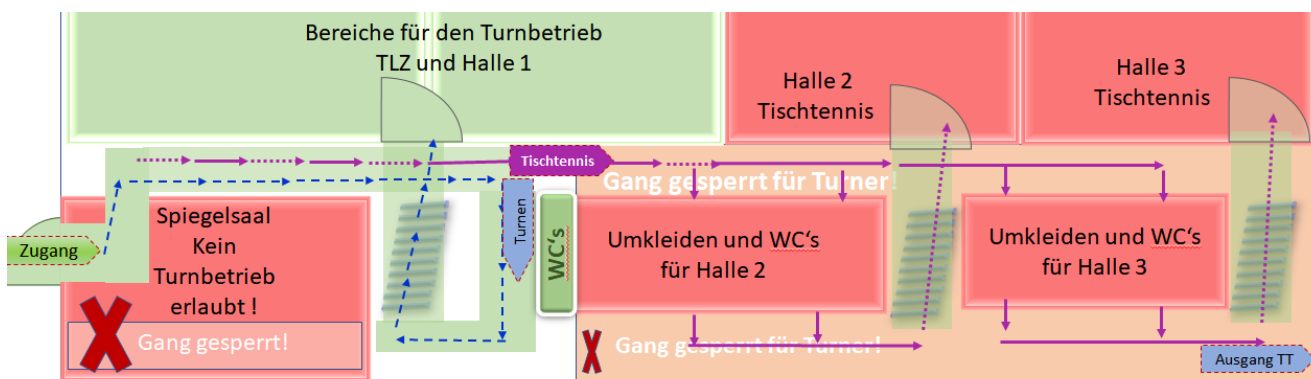 Bereiche für den Turnbetrieb
TLZ und Halle 1
Halle 2
Tischtennis
Halle 3
Tischtennis
Tischtennis
Gang gesperrt für Turner!
Zugang
Spiegelsaal
Kein
Turnbetrieb
erlaubt !
Gang gesperrt!
Turnen
WC's
Umkleiden und WC's
für Halle 2
Umkleiden und WC's
für Halle 3
Gang gesperrt für Turner!
Ausgang TT